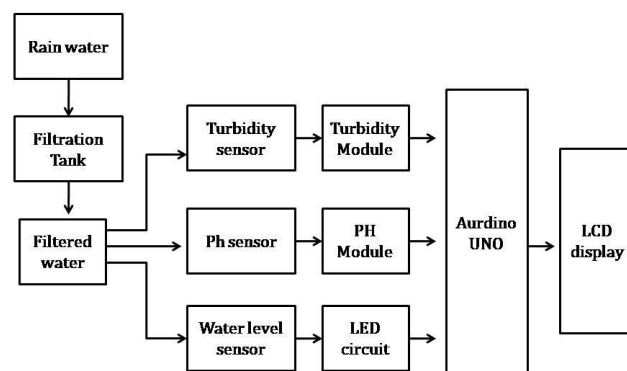 Rain water
Filtration
Tank
Filtered
water
Turbidity
sensor
Turbidity
Module
Ph sensor
PH
Module
Water level
sensor
LED
circuit
Aurdino
UNO
LCD
display